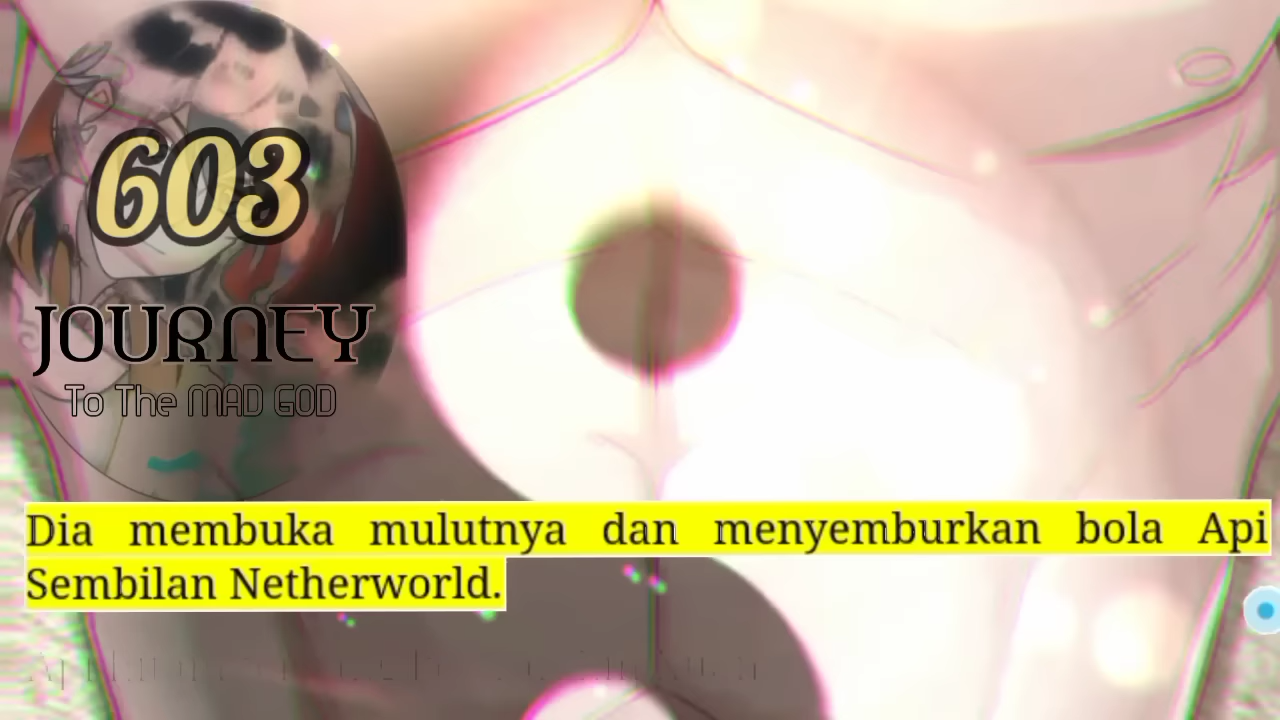 603
JOURNEY
To The MAD GOD
Dia membuka mulutnya dan menyemburkan bola Api
Sembilan Netherworld.